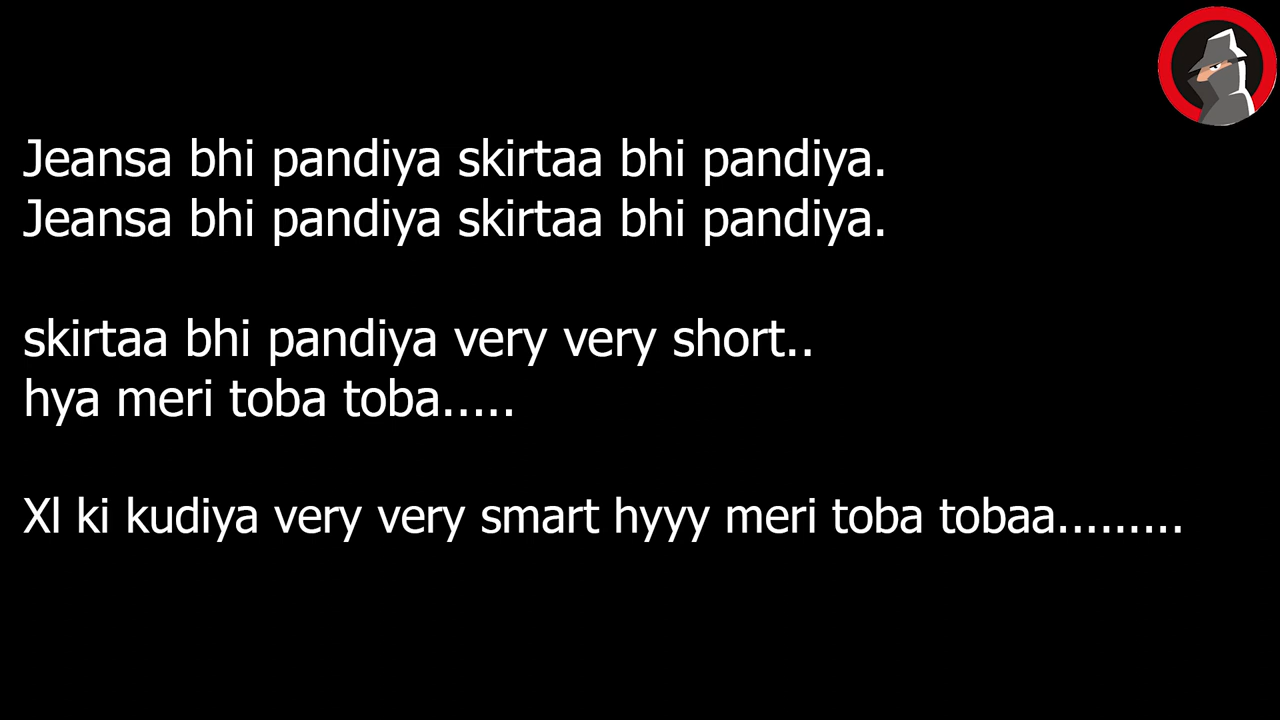 Jeansa bhi pandiya skirtaa bhi pandiya.
Jeansa bhi pandiya skirtaa bhi pandiya.
skirtaa bhi pandiya very very short..
hya meri toba toba.....
Xl ki kudiya very very smart hyyy meri toba tobaa.........